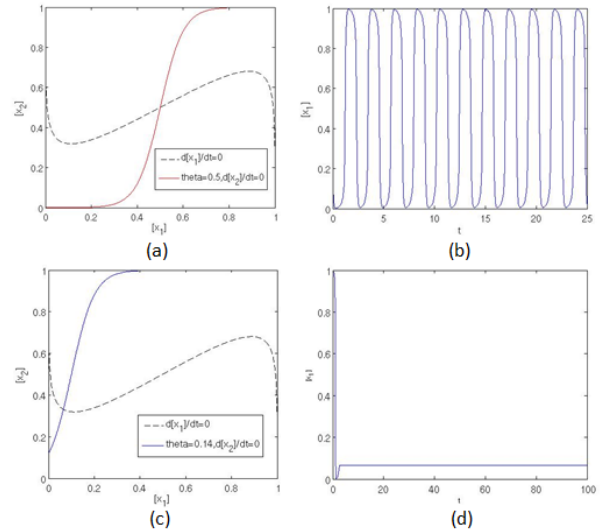 1
0.8
0.6
0.4
0.2
0
[x2]
0 0.2 0.4 0.6 0.8 1
[x1]
d[x1]/dt=0
theta=0.5,d[x2]/dt=0
(a)
1
0.8
0.6
0.4
0.2
0
[x1]
0 5 10 15 20 25
t
(b)
1
0.8
0.6
0.4
0.2
0
[x2]
0 0.2 0.4 0.6 0.8 1
[x1]
d[x1]/dt=0
theta=0.14,d[x2]/dt=0
(c)
1
0.8
0.6
0.4
0.2
0
[x1]
0 20 40 60 80 100
t
(d)